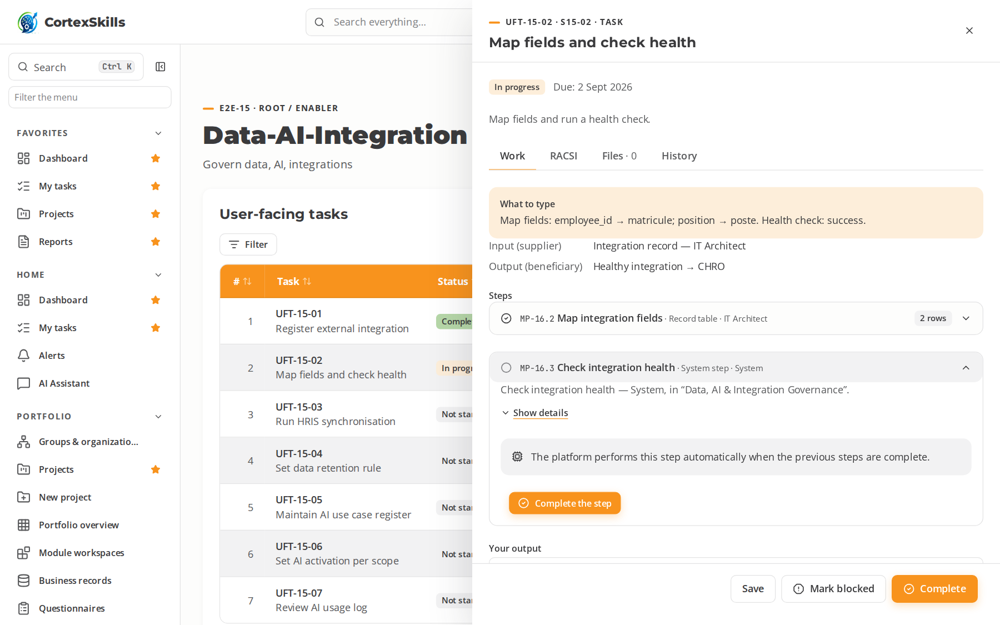 CortexSkills
Search everything...
Search
Ctrl K
Filter the menu
FAVORITES
Dashboard
My tasks
Projects
Reports
HOME
Dashboard
My tasks
Alerts
AI Assistant
PORTFOLIO
Groups & organizatio...
Projects
New project
Portfolio overview
Module workspaces
Business records
Questionnaires
E2E-15 · ROOT / ENABLER
Data-AI-Integration
Govern data, AI, integrations
User-facing tasks
Filter
# Task Status
1 UFT-15-01 Comple
Register external integration
2 UFT-15-02 In progr
Map fields and check health
3 UFT-15-03 Not star
Run HRIS synchronisation
4 UFT-15-04 Not star
Set data retention rule
5 UFT-15-05 Not star
Maintain AI use case register
6 UFT-15-06 Not star
Set AI activation per scope
7 UFT-15-07 Not star
Review AI usage log
UFT-15-02 · S15-02 · TASK
Map fields and check health
In progress Due: 2 Sept 2026
Map fields and run a health check.
Work RACSI Files · 0 History
What to type
Map fields: employee_id → matricule; position → poste. Health check: success.
Input (supplier) Integration record — IT Architect
Output (beneficiary) Healthy integration → CHRO
Steps
MP-16.2 Map integration fields · Record table · IT Architect 2 rows
MP-16.3 Check integration health · System step · System
Check integration health — System, in “Data, AI & Integration Governance”.
Show details
The platform performs this step automatically when the previous steps are complete.
Complete the step
Your output
Save Mark blocked Complete